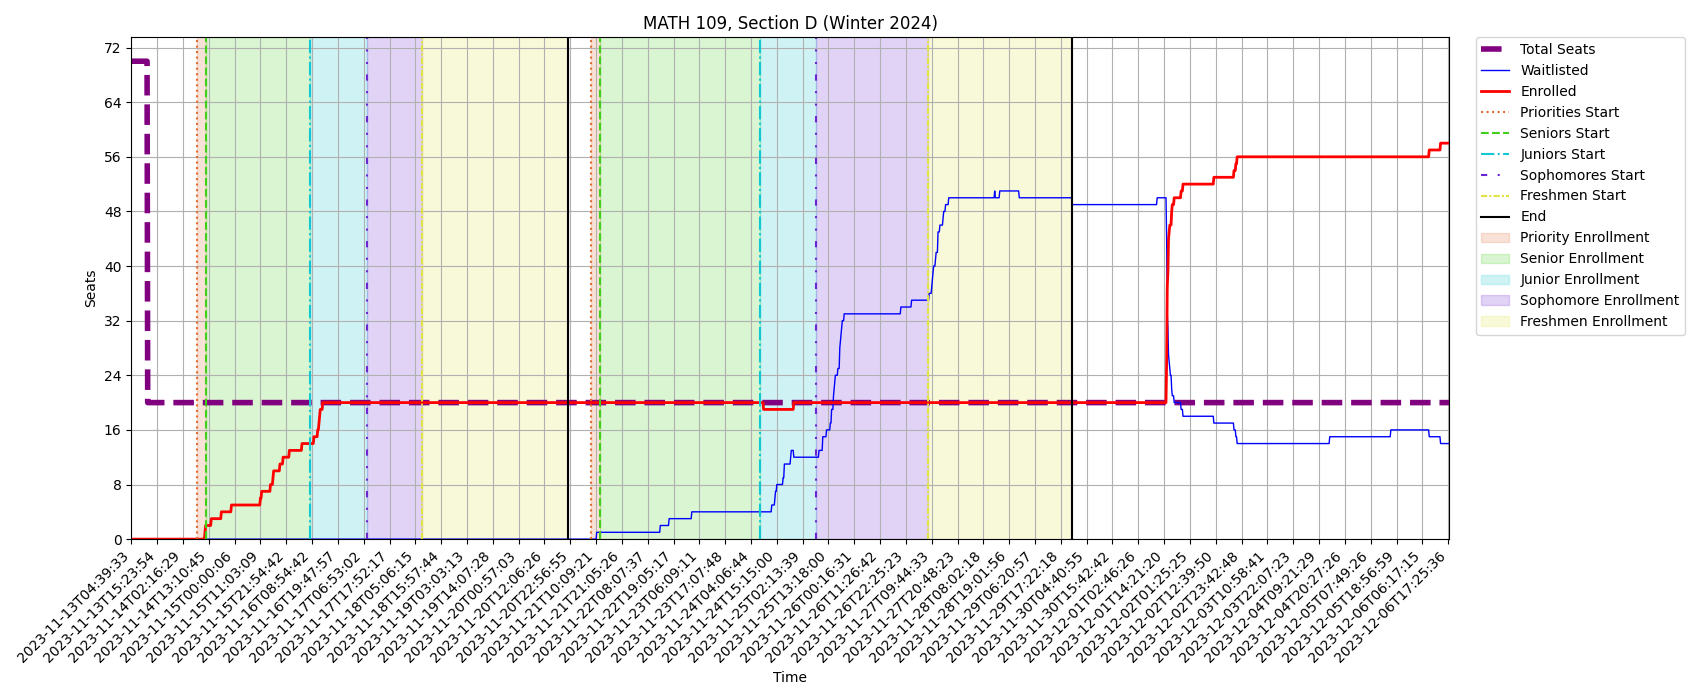 MATH 109, Section D (Winter 2024)
Seats
72
64
56
48
40
32
24
16
8
0
2023-11-13T04:39:33
2023-11-13T15:23:54
2023-11-14T02:16:29
2023-11-14T13:10:45
2023-11-15T00:00:06
2023-11-15T11:03:09
2023-11-15T21:54:42
2023-11-16T08:54:42
2023-11-16T19:47:57
2023-11-17T06:53:02
2023-11-17T17:52:17
2023-11-18T05:06:15
2023-11-18T15:57:44
2023-11-19T03:03:13
2023-11-19T14:07:28
2023-11-20T00:57:03
2023-11-20T12:06:26
2023-11-20T22:56:55
2023-11-21T10:09:21
2023-11-21T21:05:26
2023-11-22T08:07:37
2023-11-22T19:05:17
2023-11-23T06:09:11
2023-11-23T17:07:48
2023-11-24T04:06:44
2023-11-24T15:15:00
2023-11-25T02:13:39
2023-11-25T13:18:00
2023-11-26T00:16:31
2023-11-26T11:26:42
2023-11-26T22:25:23
2023-11-27T09:44:33
2023-11-27T20:48:23
2023-11-28T08:02:18
2023-11-28T19:01:56
2023-11-29T06:20:57
2023-11-29T17:22:18
2023-11-30T04:40:55
2023-11-30T15:42:42
2023-12-01T02:46:26
2023-12-01T14:21:20
2023-12-02T01:25:25
2023-12-02T12:39:50
2023-12-02T23:42:48
2023-12-03T10:58:41
2023-12-03T22:07:23
2023-12-04T09:21:29
2023-12-04T20:27:26
2023-12-05T07:49:26
2023-12-05T18:56:59
2023-12-06T06:17:15
2023-12-06T17:25:36
Time
Total Seats
Waitlisted
Enrolled
Priorities Start
Seniors Start
Juniors Start
Sophomores Start
Freshmen Start
End
Priority Enrollment
Senior Enrollment
Junior Enrollment
Sophomore Enrollment
Freshmen Enrollment